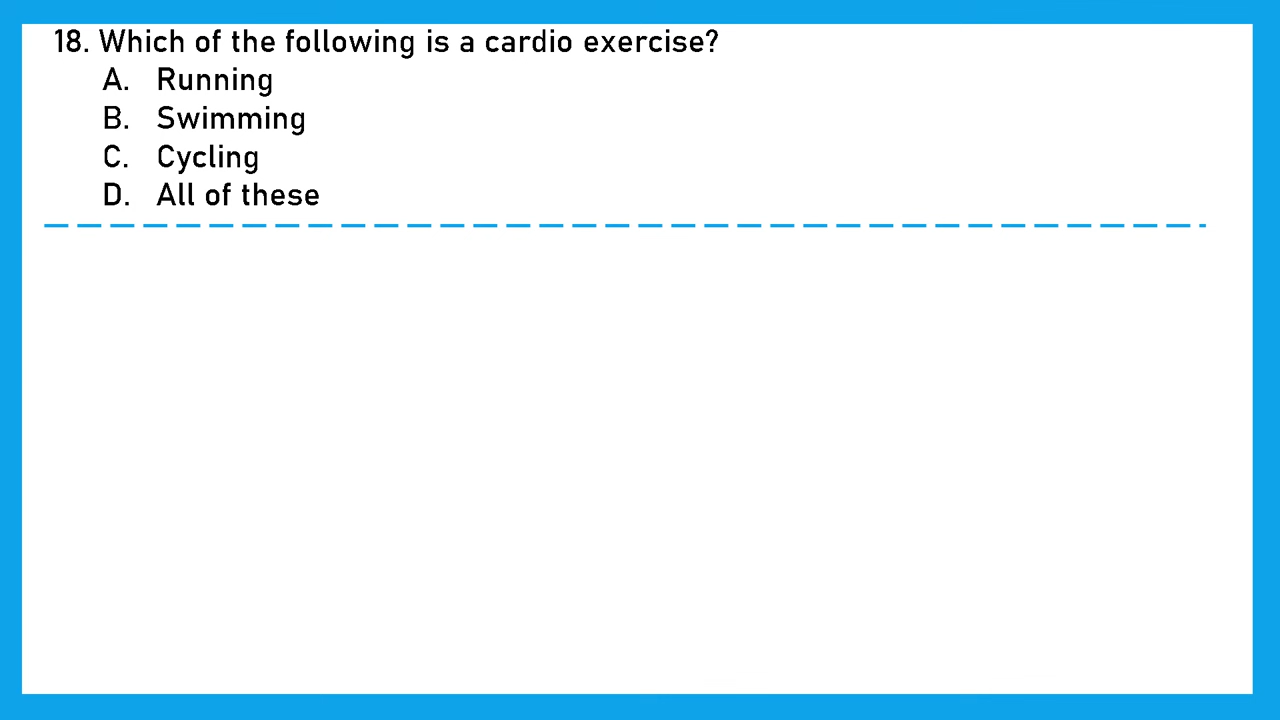 18. Which of the following is a cardio exercise?
A. Running
B. Swimming
C. Cycling
D. All of these